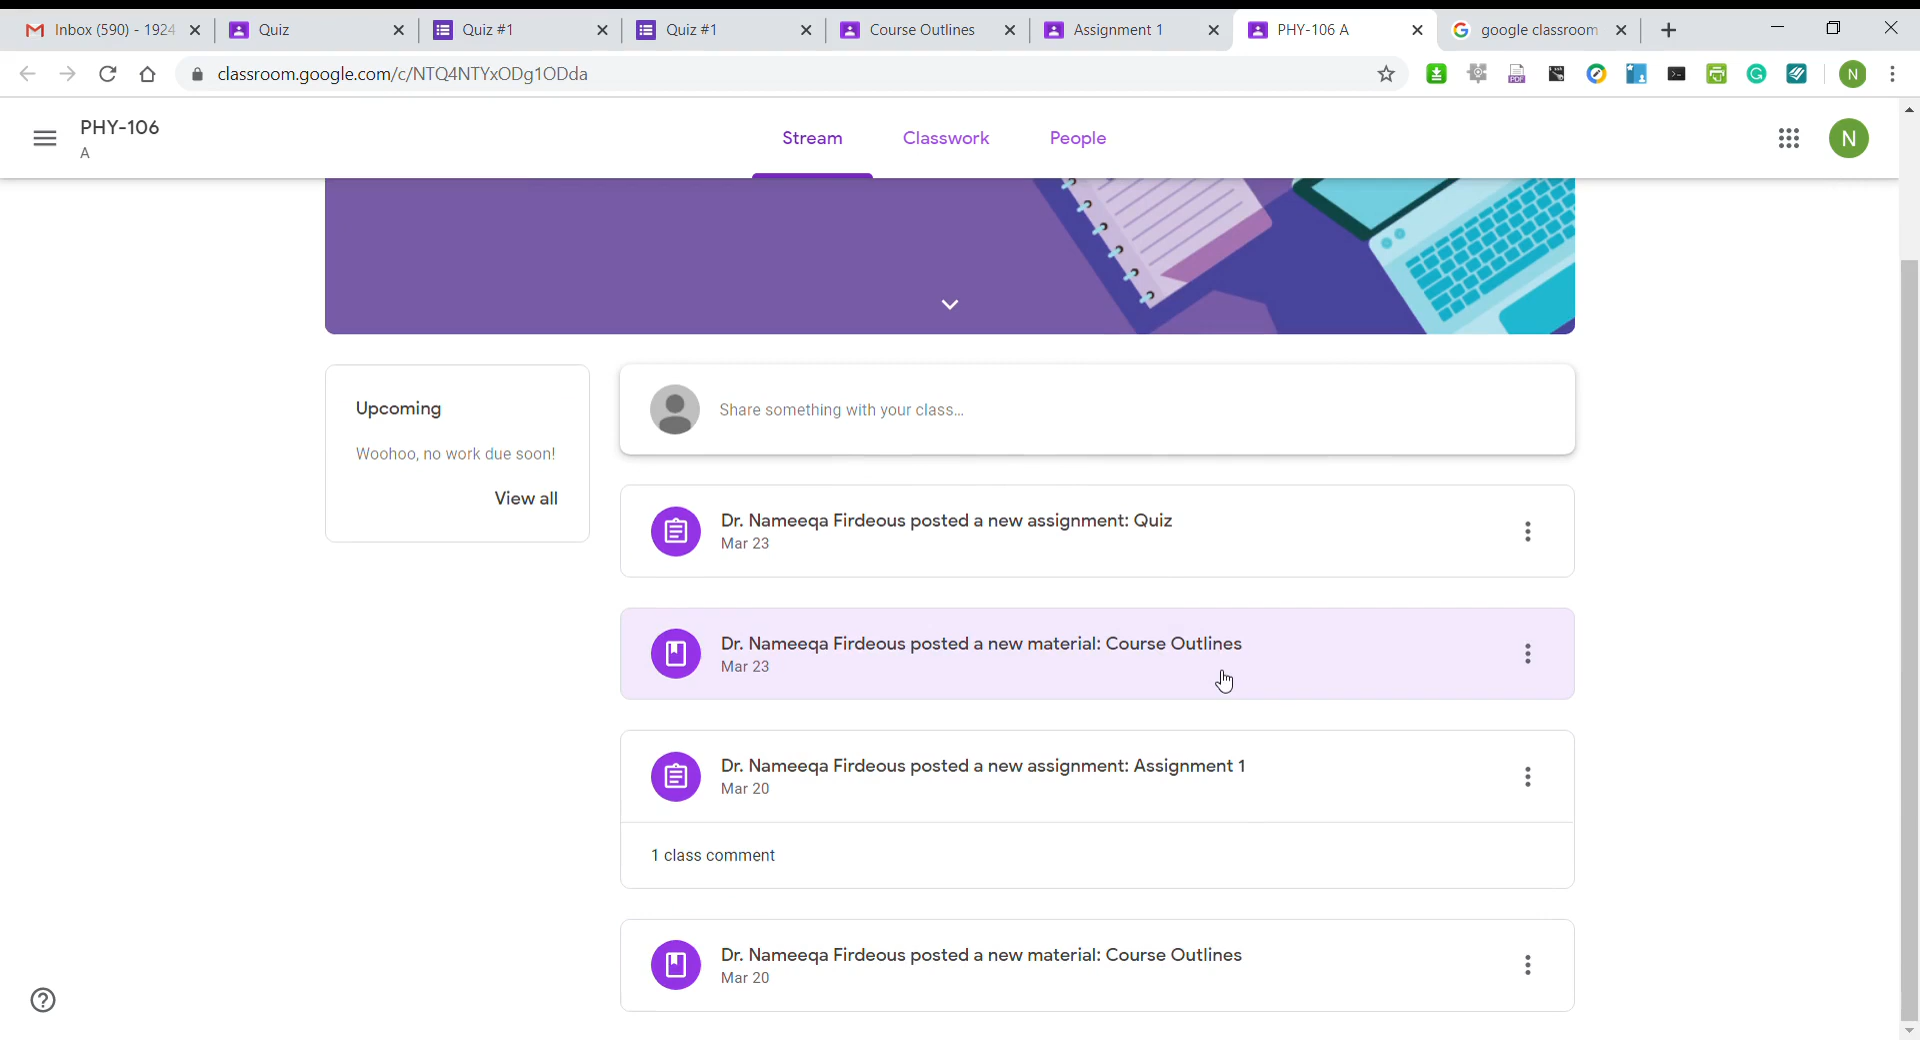 Inbox (590) - 1924
Quiz
Quiz #1
Quiz #1
Course Outlines
Assignment 1
PHY-106 A
google classroom
classroom.google.com/c/NTQ4NTYxODg1ODda
N
PHY-106
A
Stream
Classwork
People
N
Upcoming
Woohoo, no work due soon!
View all
Share something with your class...
Dr. Nameeqa Firdeous posted a new assignment: Quiz
Mar 23
Dr. Nameeqa Firdeous posted a new material: Course Outlines
Mar 23
Dr. Nameeqa Firdeous posted a new assignment: Assignment 1
Mar 20
1 class comment
Dr. Nameeqa Firdeous posted a new material: Course Outlines
Mar 20